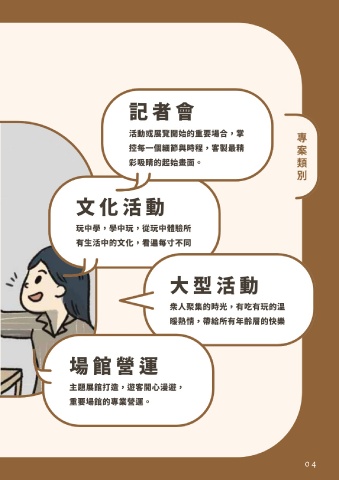 記者會
活動或展覽開始的重要場合，掌
控每一個細節與時程，客製最精
彩吸睛的起始畫面。
專案類別
文化活動
玩中學，學中玩，從玩中體驗所
有生活中的文化，看遍每寸不同
大型活動
眾人聚集的時光，有吃有玩的溫
暖熱情，帶給所有年齡層的快樂
場館營運
主題展館打造，遊客開心漫遊，
重要場館的專業營運。
04